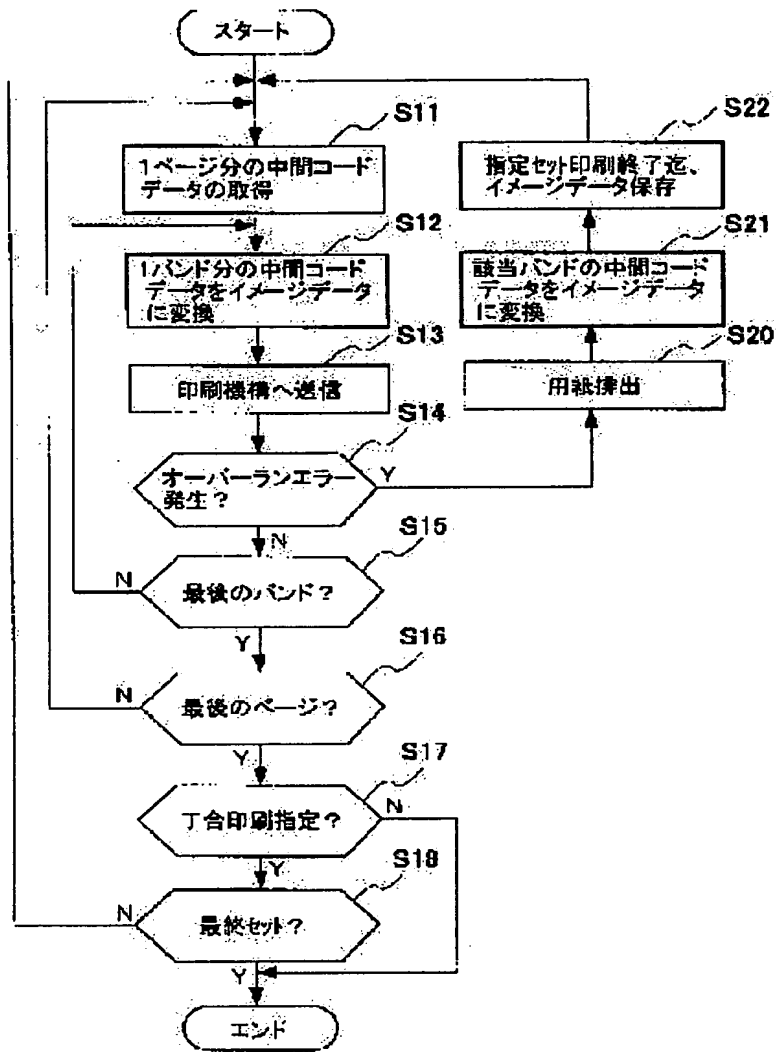 スタート
S11
1ページ分の中間コード
データの取得
S12
1バンド分の中間コード
データをイメージデータ
に変換
S13
印刷機構へ送信
S14
オーバーランエラー
発生？
Y
N
S15
最後のバンド？
N
Y
S16
最後のページ？
N
Y
S17
丁合印刷指定？
N
Y
S18
最終セット？
N
Y
エンド
S22
指定セット印刷終了迄、
イメージデータ保存
S21
該当バンドの中間コード
データをイメージデータ
に変換
S20
用紙排出